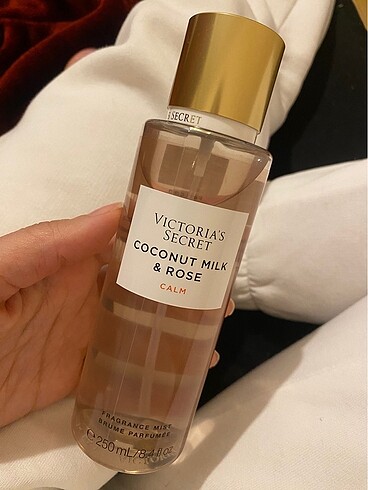 SECRET
VICTORIA'S
SECRET
COCONUT MILK
& ROSE
CALM
FRAGRANCE MIST
BRUME PARFUMÉE
℮ 250 mL/8.4 fl oz